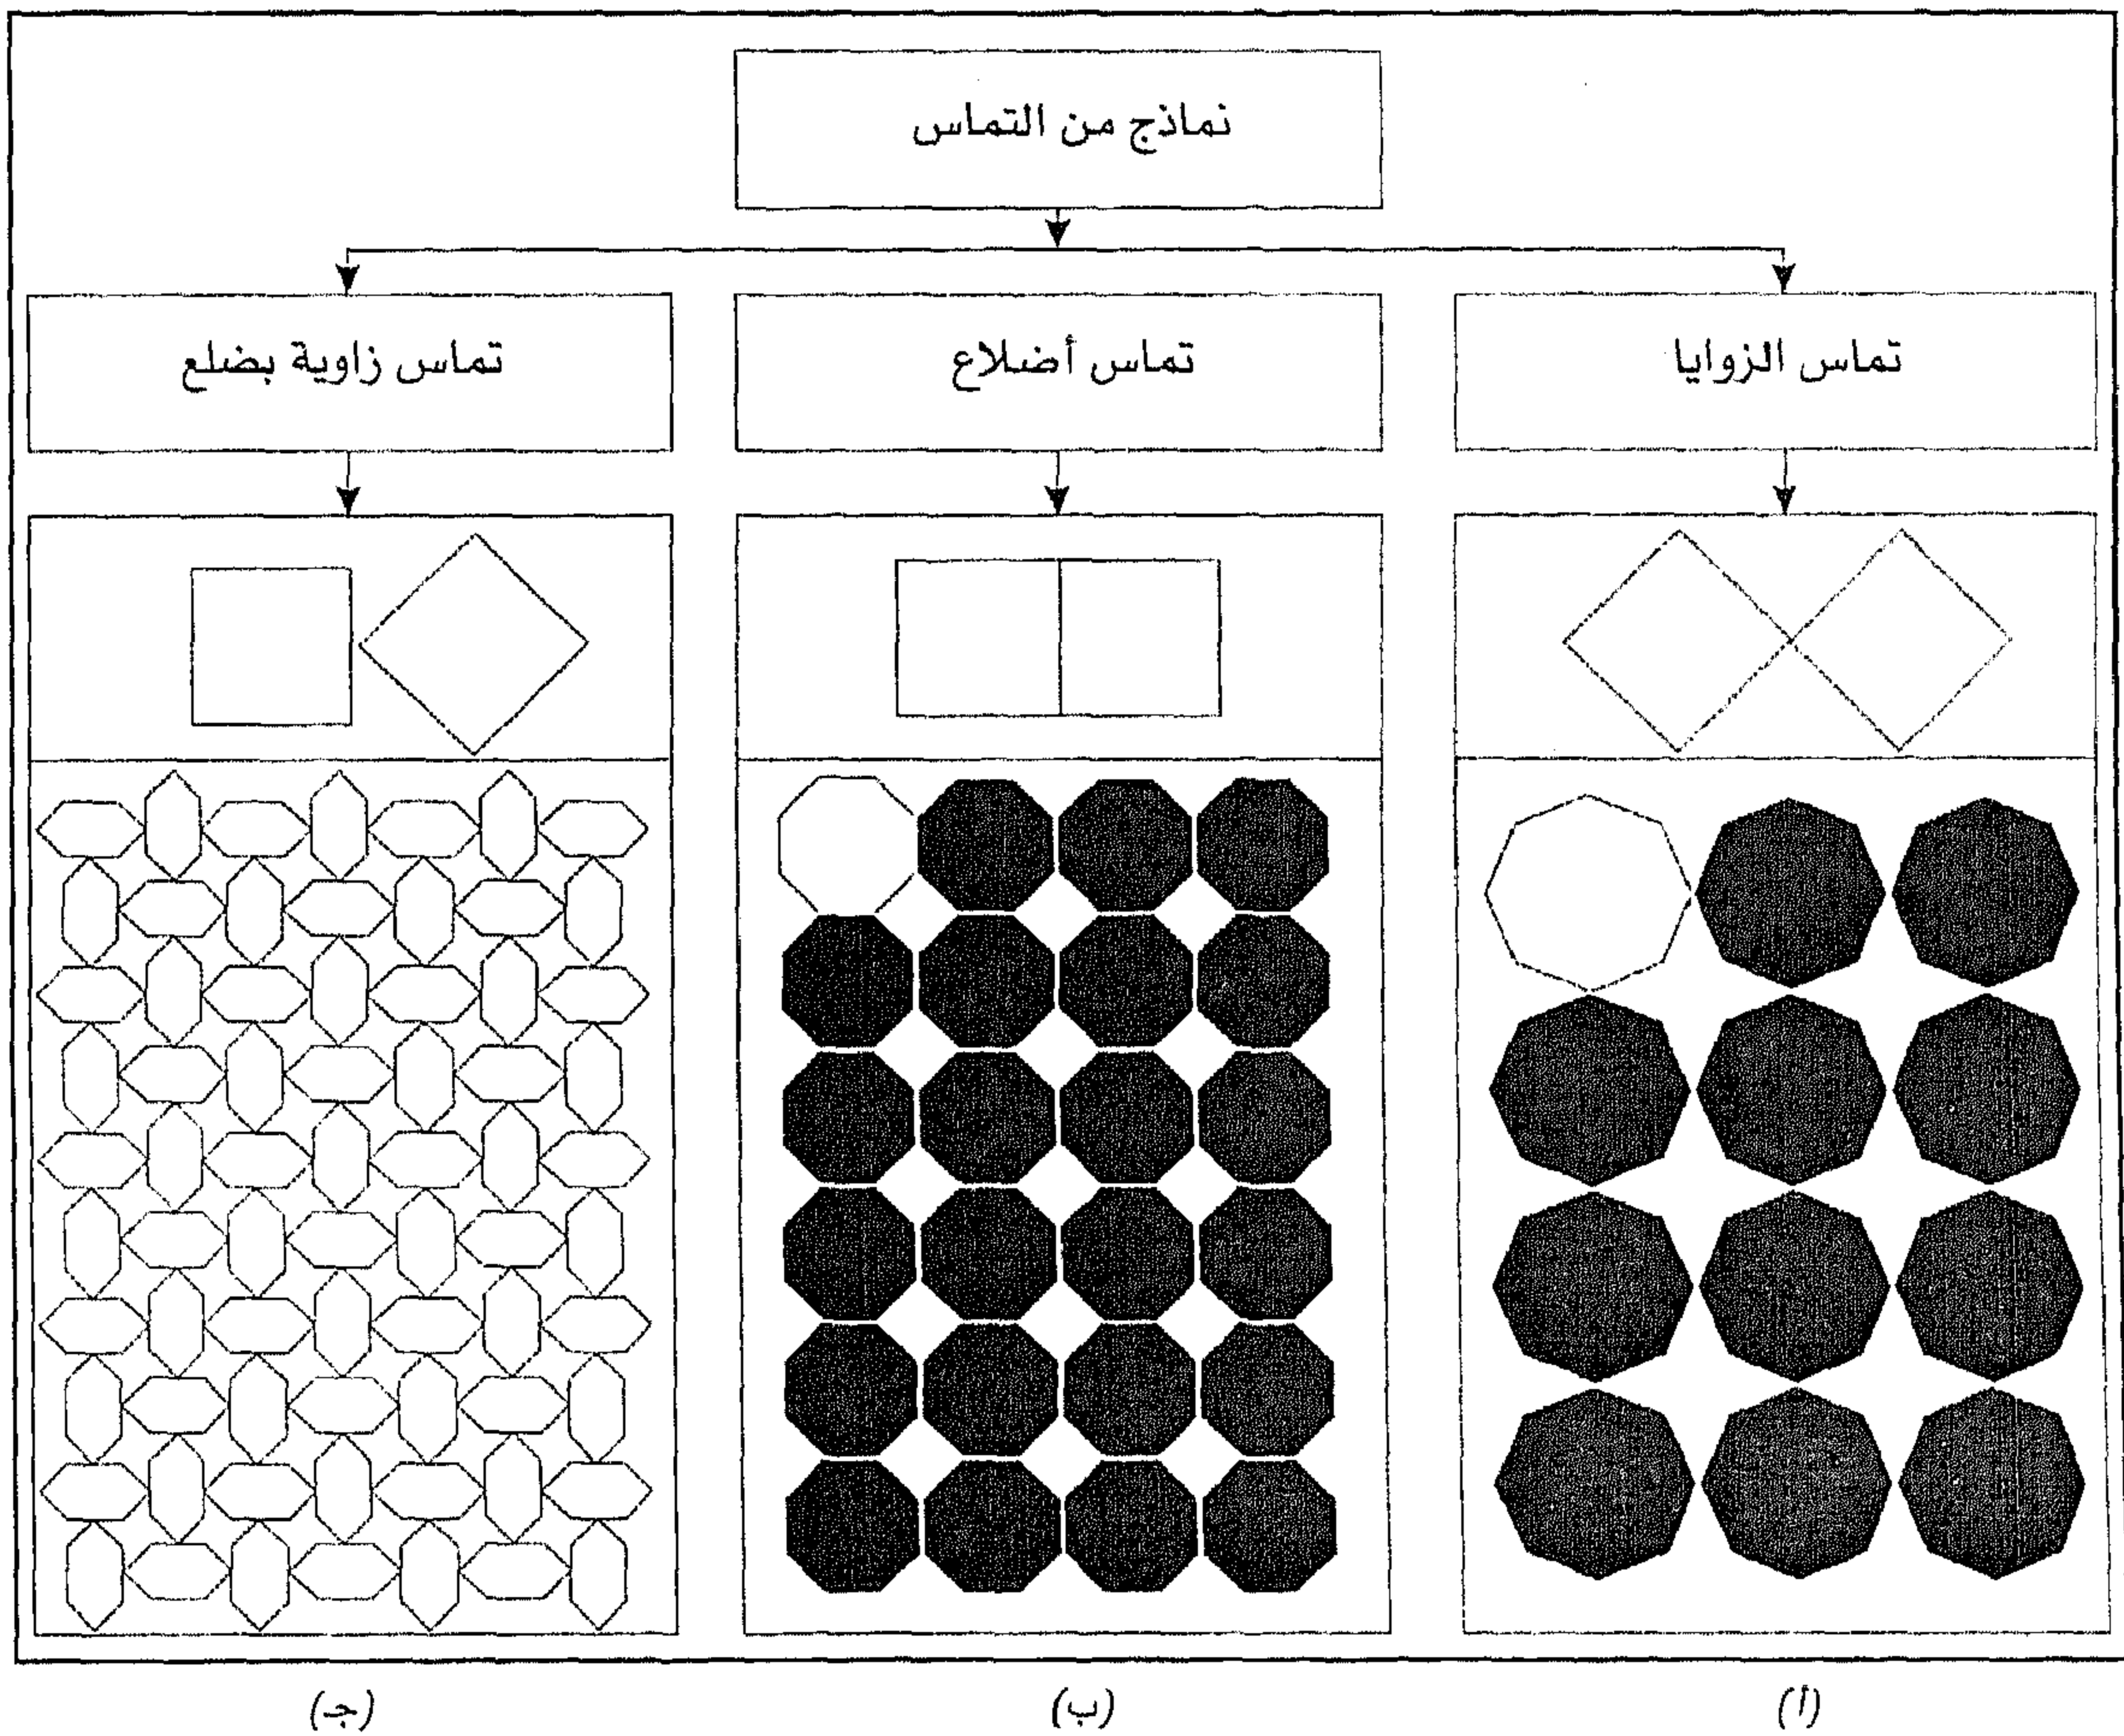 نماذج من التماس
تماس الزوايا
تماس أضلاع
تماس زاوية بضلع
(أ)
(ب)
(جـ)